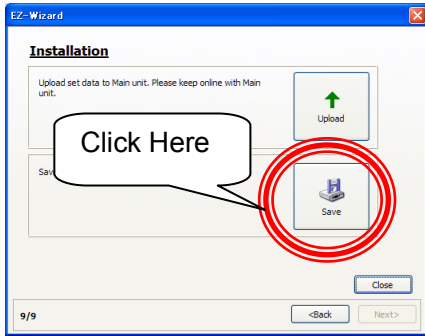 EZ-Wizard
Installation
Upload set data to Main unit. Please keep online with Main
unit.
Upload
Click Here
Sav
Save
Close
9/9
<Back
Next>